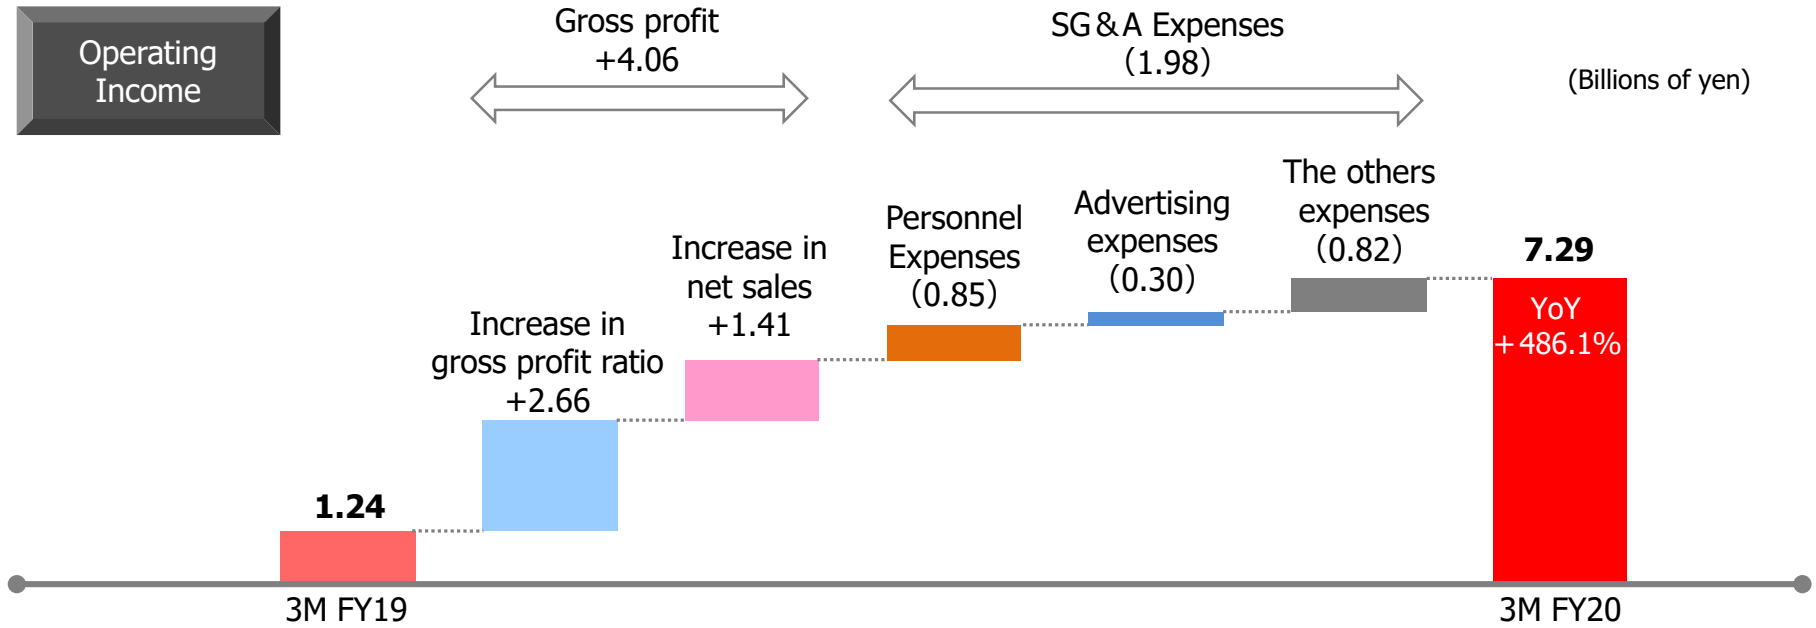 Operating
Income
Gross profit
+4.06
SG＆A Expenses
（1.98）
(Billions of yen)
1.24
Increase in
gross profit ratio
+2.66
Increase in
net sales
+1.41
Personnel
Expenses
（0.85）
Advertising
expenses
（0.30）
The others
expenses
（0.82）
7.29
YoY
＋486.1%
3M FY19
3M FY20